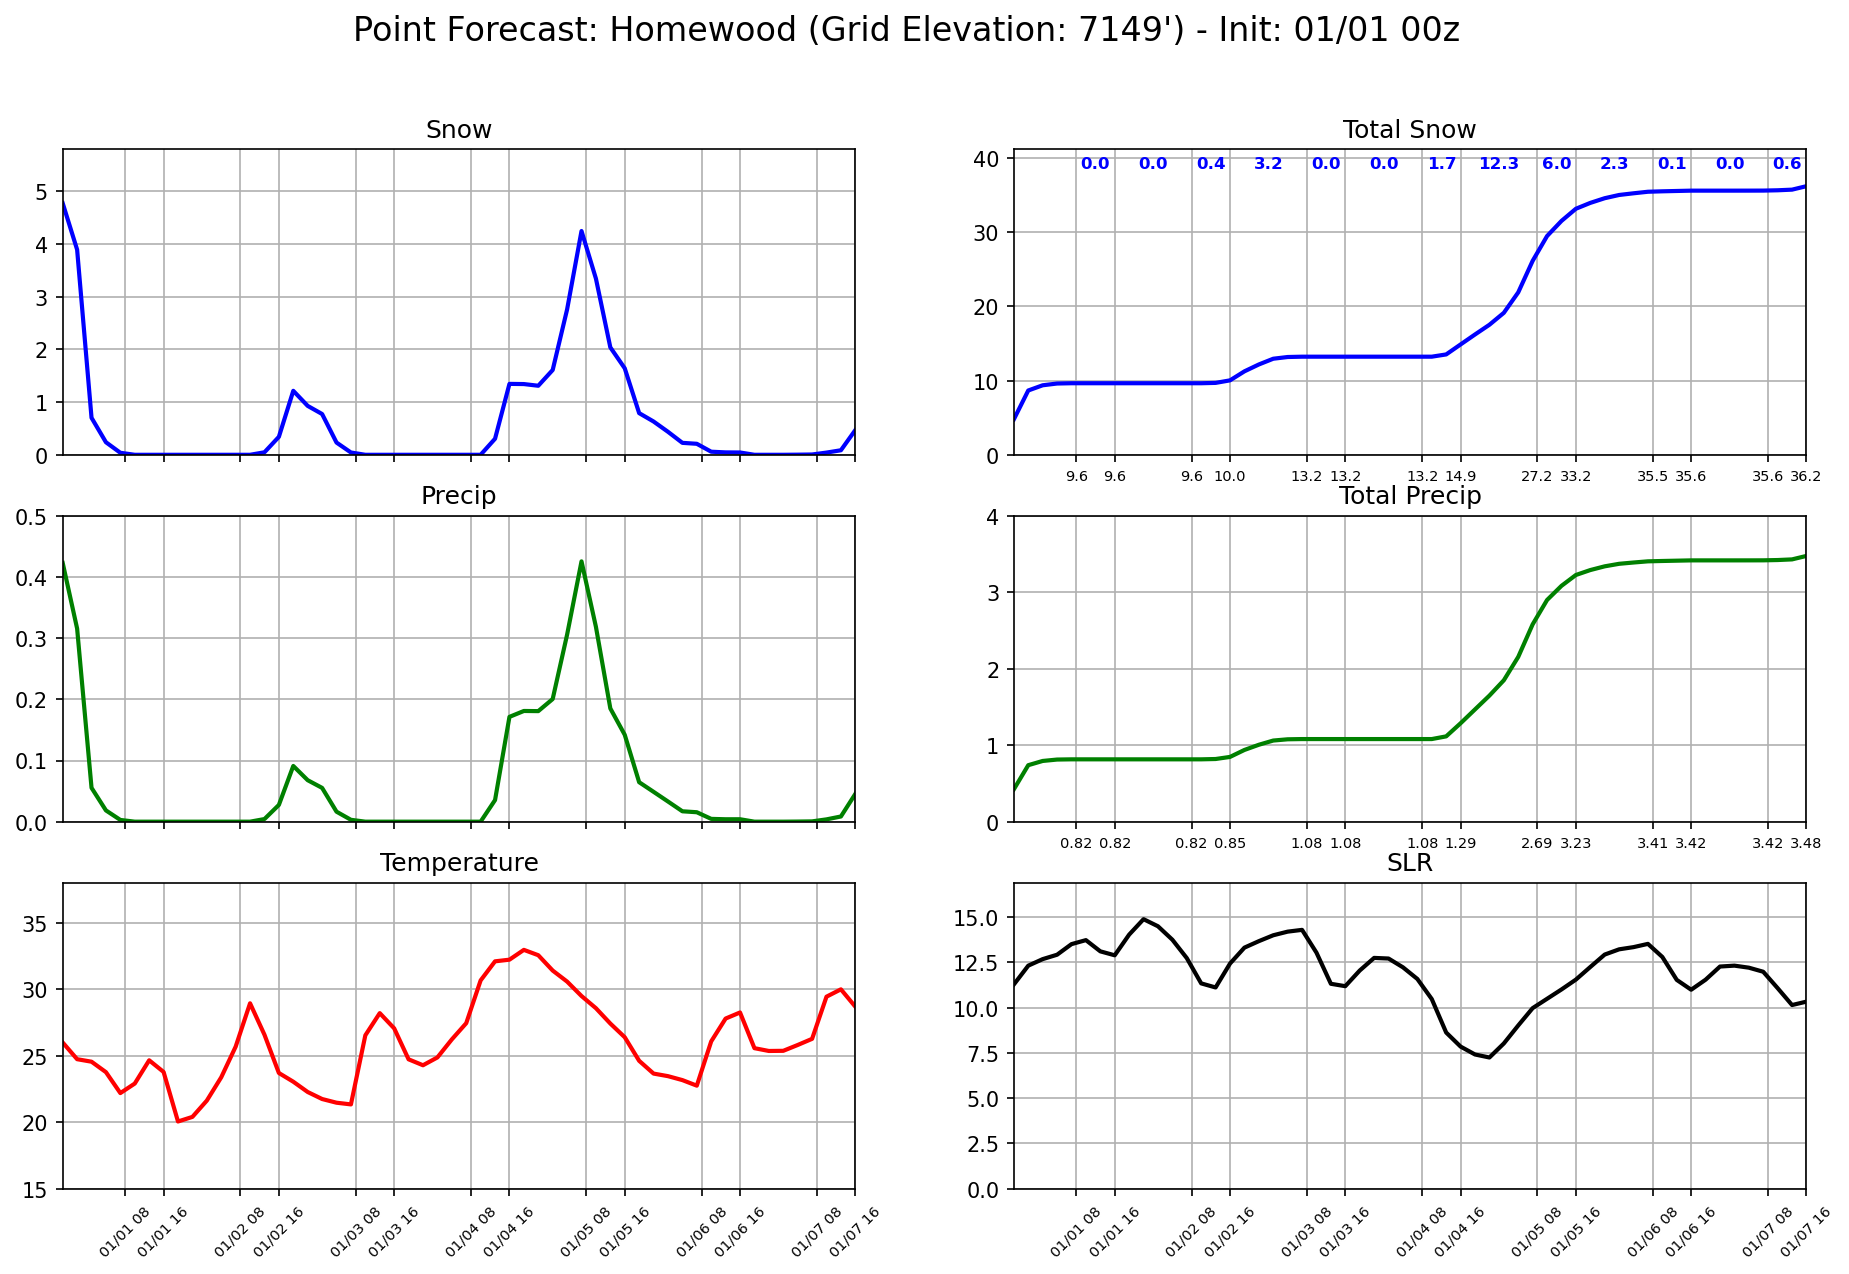 Point Forecast: Homewood (Grid Elevation: 7149') - Init: 01/01 00z
Snow
5
4
3
2
1
0
Total Snow
0.0 0.0 0.4 3.2 0.0 0.0 1.7 12.3 6.0 2.3 0.1 0.0 0.6
40
30
20
10
0
9.6 9.6 9.6 10.0 13.2 13.2 13.2 14.9 27.2 33.2 35.5 35.6 35.6 36.2
Precip
0.5
0.4
0.3
0.2
0.1
0.0
Total Precip
4
3
2
1
0
0.82 0.82 0.82 0.85 1.08 1.08 1.08 1.29 2.69 3.23 3.41 3.42 3.42 3.48
Temperature
35
30
25
20
15
01/01 08 01/01 16 01/02 08 01/02 16 01/03 08 01/03 16 01/04 08 01/04 16 01/05 08 01/05 16 01/06 08 01/06 16 01/07 08 01/07 16
SLR
15.0
12.5
10.0
7.5
5.0
2.5
0.0
01/01 08 01/01 16 01/02 08 01/02 16 01/03 08 01/03 16 01/04 08 01/04 16 01/05 08 01/05 16 01/06 08 01/06 16 01/07 08 01/07 16